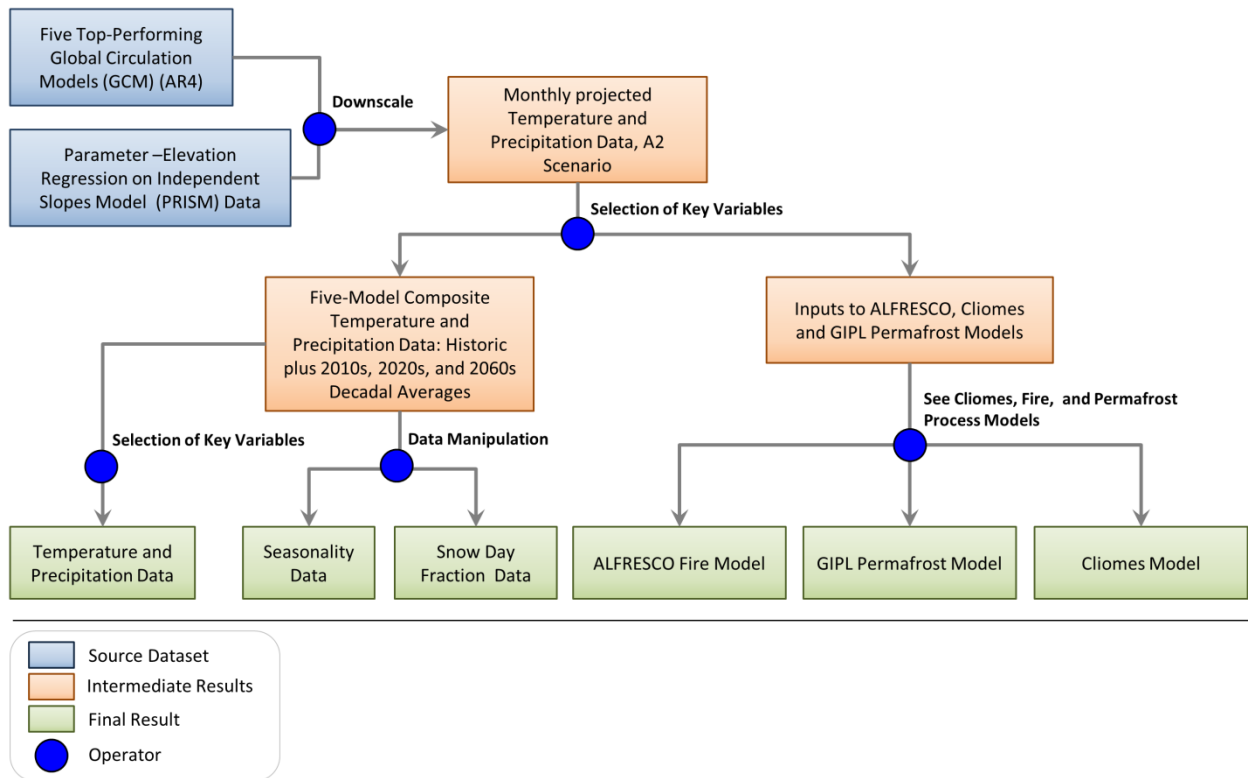 Five Top-Performing
Global Circulation
Models (GCM) (AR4)
Downscale
Monthly projected
Temperature and
Precipitation Data, A2
Scenario
Parameter –Elevation
Regression on Independent
Slopes Model  (PRISM) Data
Selection of Key Variables
Five-Model Composite
Temperature and
Precipitation Data: Historic
plus 2010s, 2020s, and 2060s
Decadal Averages
Inputs to ALFRESCO, Cliomes
and GIPL Permafrost Models
Selection of Key Variables
Data Manipulation
See Cliomes, Fire,  and Permafrost
Process Models
Temperature and
Precipitation Data
Seasonality
Data
Snow Day
Fraction  Data
ALFRESCO Fire Model
GIPL Permafrost Model
Cliomes Model
Source Dataset
Intermediate Results
Final Result
Operator